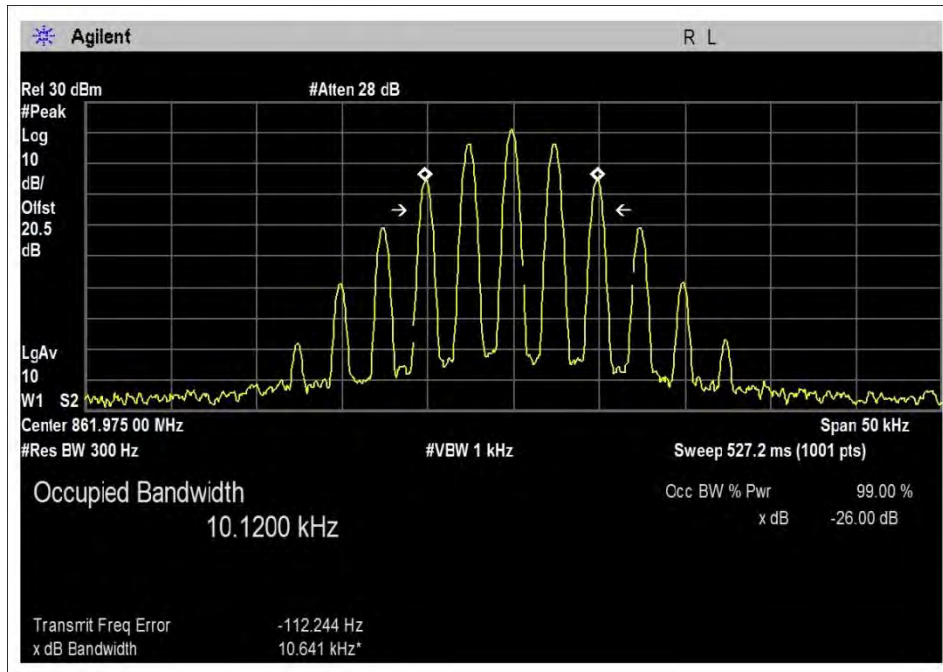 Agilent R L
Rel 30 dBm #Atten 28 dB
#Peak
Log
10
dB/
Offst
20.5
dB
LgAv
10
W1 S2
Center 861.975 00 MHz Span 50 kHz
#Res BW 300 Hz #VBW 1 kHz Sweep 527.2 ms (1001 pts)
Occupied Bandwidth Occ BW % Pwr 99.00 %
10.1200 kHz x dB -26.00 dB
Transmit Freq Error -112.244 Hz
x dB Bandwidth 10.641 kHz*